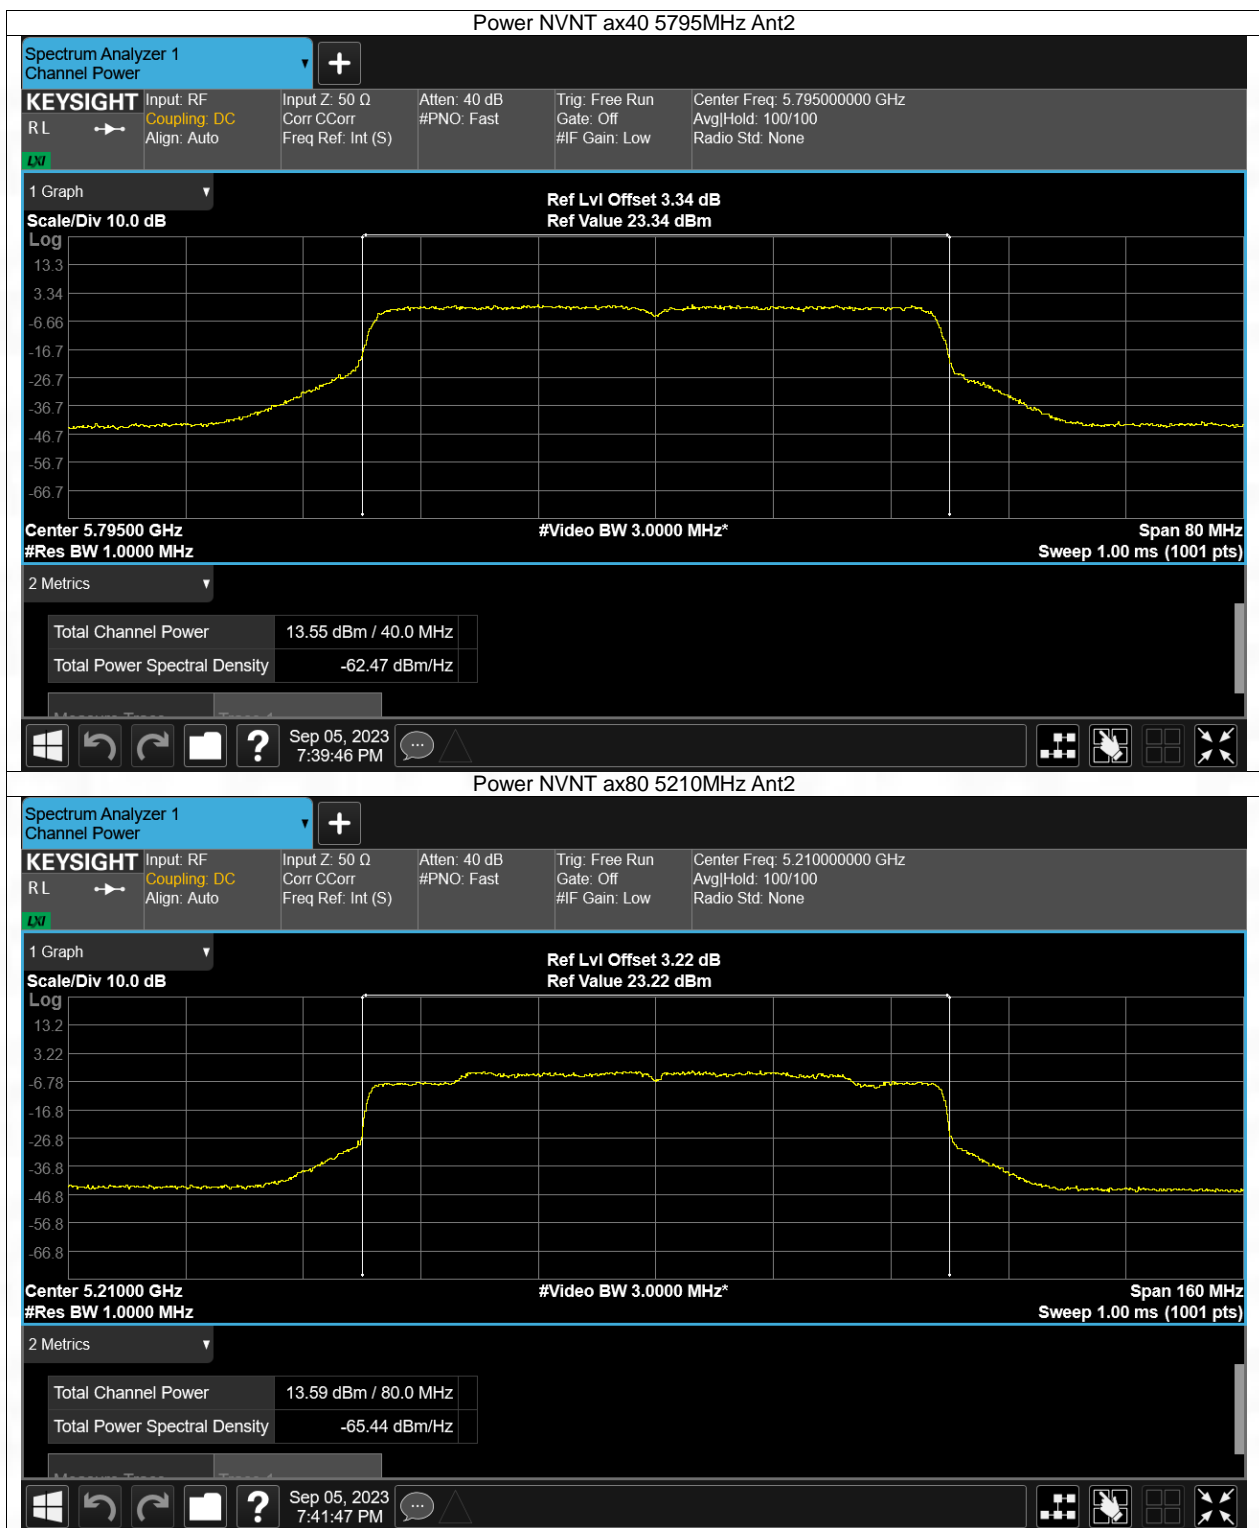 Power NVNT ax40 5795MHz Ant2
Spectrum Analyzer 1
Channel Power
KEYSIGHT
R L
LXI
Input: RF
Coupling: DC
Align: Auto
Input Z: 50 Ω
Corr CCorr
Freq Ref: Int (S)
Atten: 40 dB
#PNO: Fast
Trig: Free Run
Gate: Off
#IF Gain: Low
Center Freq: 5.795000000 GHz
Avg|Hold: 100/100
Radio Std: None
1 Graph
Scale/Div 10.0 dB
Ref Lvl Offset 3.34 dB
Ref Value 23.34 dBm
Log
13.3
3.34
-6.66
-16.7
-26.7
-36.7
-46.7
-56.7
-66.7
Center 5.79500 GHz
#Video BW 3.0000 MHz*
Span 80 MHz
#Res BW 1.0000 MHz
Sweep 1.00 ms (1001 pts)
2 Metrics
Total Channel Power 13.55 dBm / 40.0 MHz
Total Power Spectral Density -62.47 dBm/Hz
?
Sep 05, 2023
7:39:46 PM
Power NVNT ax80 5210MHz Ant2
Spectrum Analyzer 1
Channel Power
KEYSIGHT
R L
LXI
Input: RF
Coupling: DC
Align: Auto
Input Z: 50 Ω
Corr CCorr
Freq Ref: Int (S)
Atten: 40 dB
#PNO: Fast
Trig: Free Run
Gate: Off
#IF Gain: Low
Center Freq: 5.210000000 GHz
Avg|Hold: 100/100
Radio Std: None
1 Graph
Scale/Div 10.0 dB
Ref Lvl Offset 3.22 dB
Ref Value 23.22 dBm
Log
13.2
3.22
-6.78
-16.8
-26.8
-36.8
-46.8
-56.8
-66.8
Center 5.21000 GHz
#Video BW 3.0000 MHz*
Span 160 MHz
#Res BW 1.0000 MHz
Sweep 1.00 ms (1001 pts)
2 Metrics
Total Channel Power 13.59 dBm / 80.0 MHz
Total Power Spectral Density -65.44 dBm/Hz
?
Sep 05, 2023
7:41:47 PM